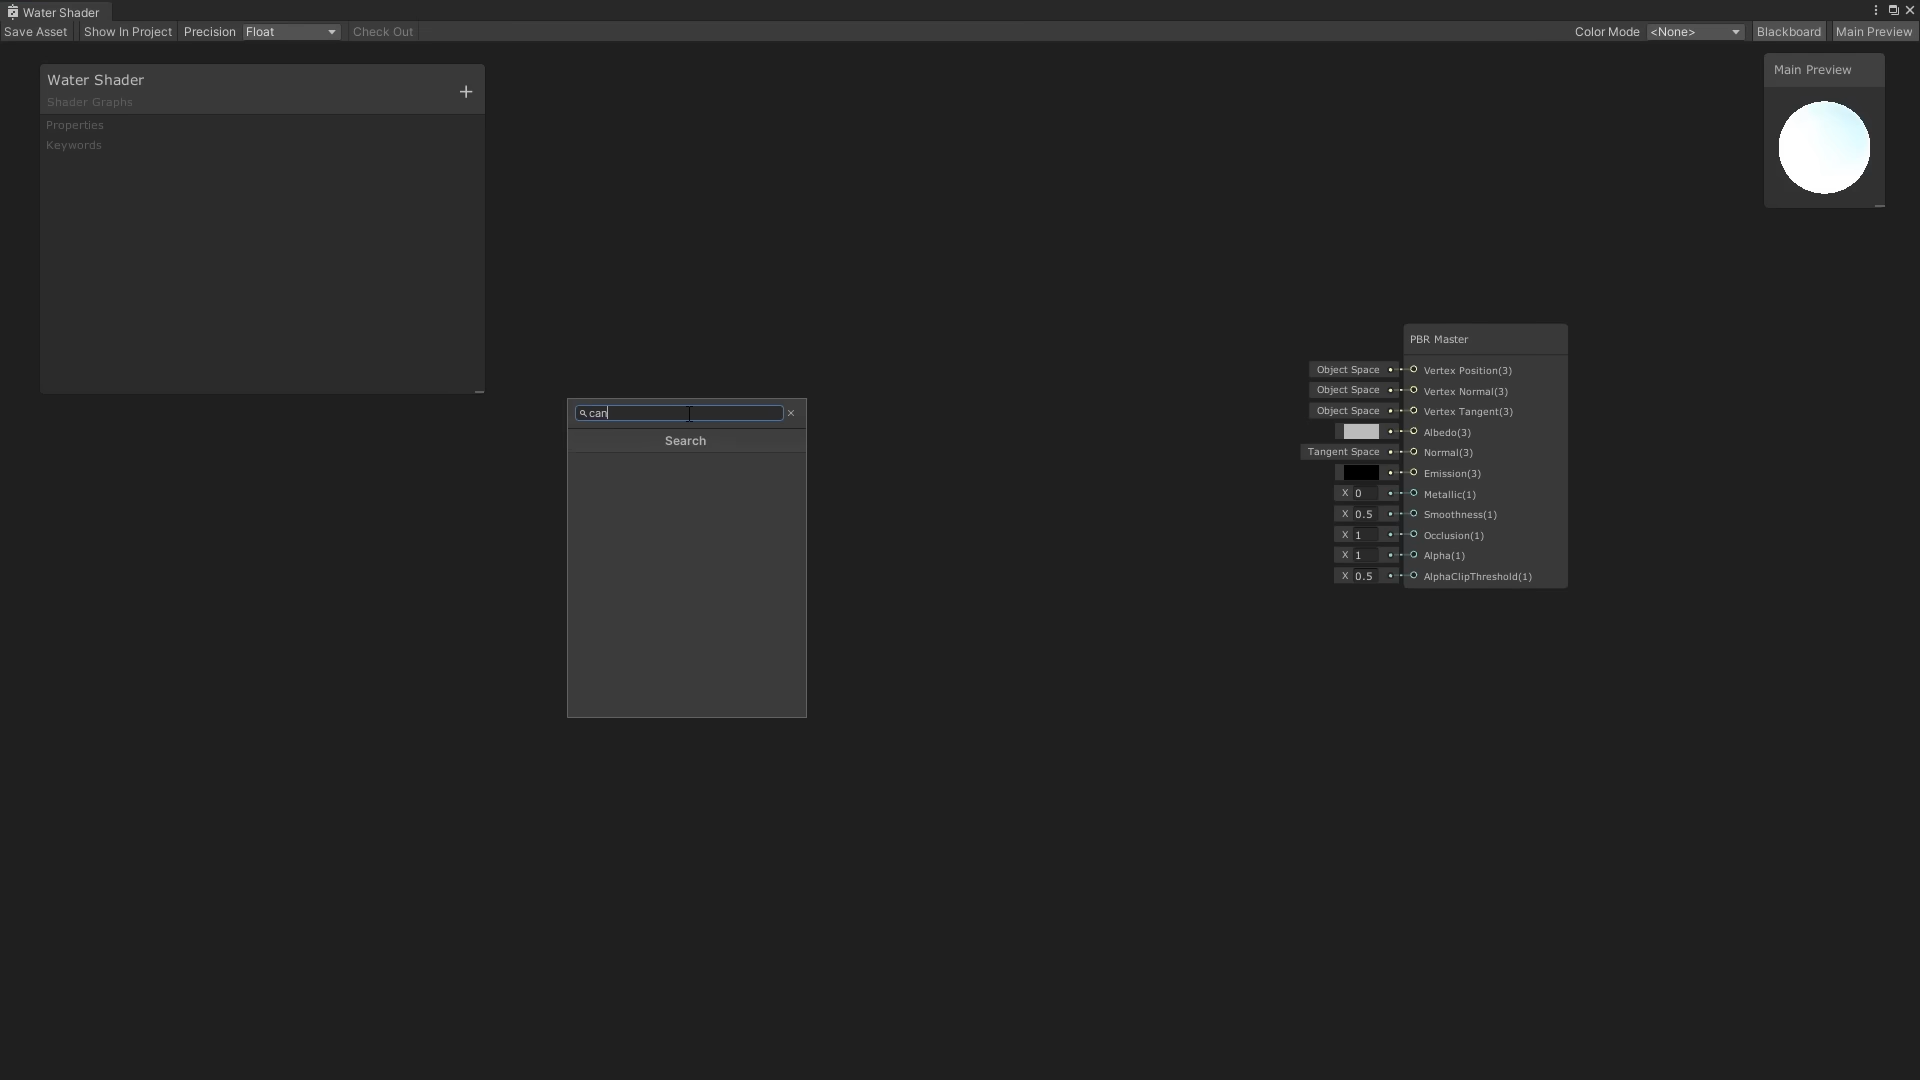 Water Shader
Save Asset
Show In Project
Precision
Float
Check Out
Color Mode
<None>
Blackboard
Main Preview
Water Shader
Shader Graphs
Properties
Keywords
Main Preview
can
Search
PBR Master
Object Space Vertex Position(3)
Object Space Vertex Normal(3)
Object Space Vertex Tangent(3)
Albedo(3)
Tangent Space Normal(3)
Emission(3)
X 0 Metallic(1)
X 0.5 Smoothness(1)
X 1 Occlusion(1)
X 1 Alpha(1)
X 0.5 AlphaClipThreshold(1)